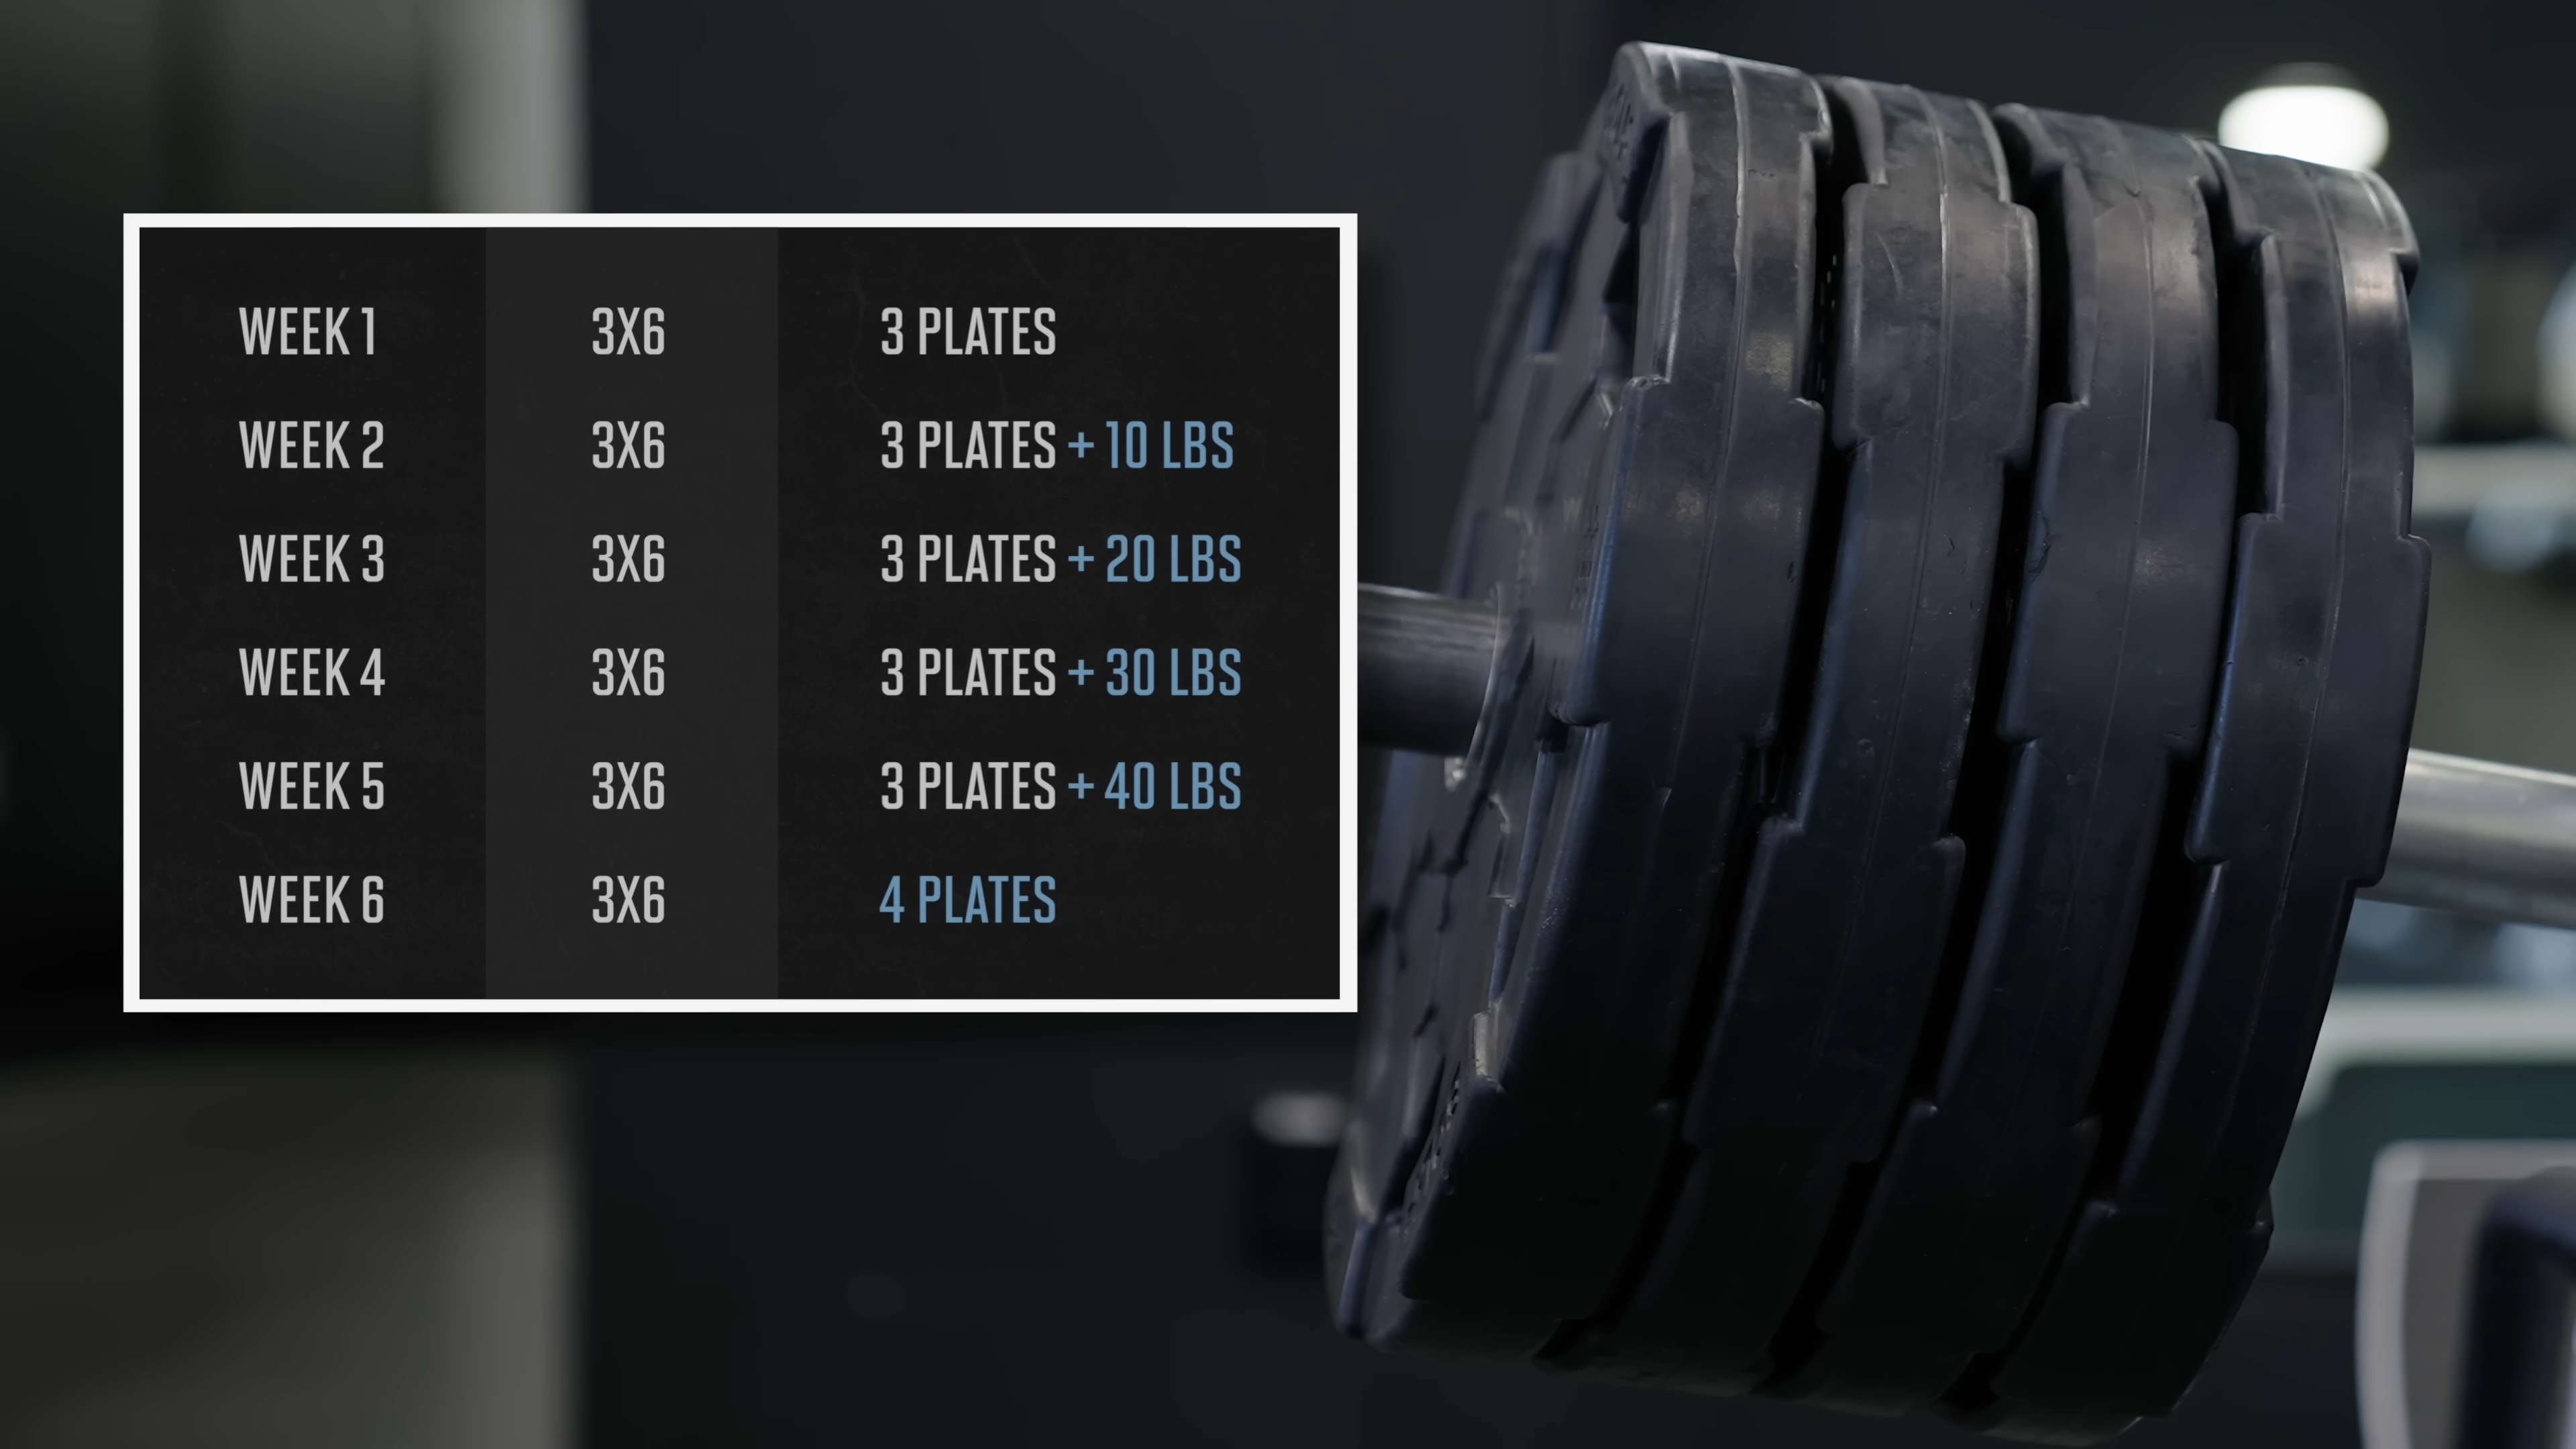 WEEK 1 3X6 3 PLATES
WEEK 2 3X6 3 PLATES + 10 LBS
WEEK 3 3X6 3 PLATES + 20 LBS
WEEK 4 3X6 3 PLATES + 30 LBS
WEEK 5 3X6 3 PLATES + 40 LBS
WEEK 6 3X6 4 PLATES